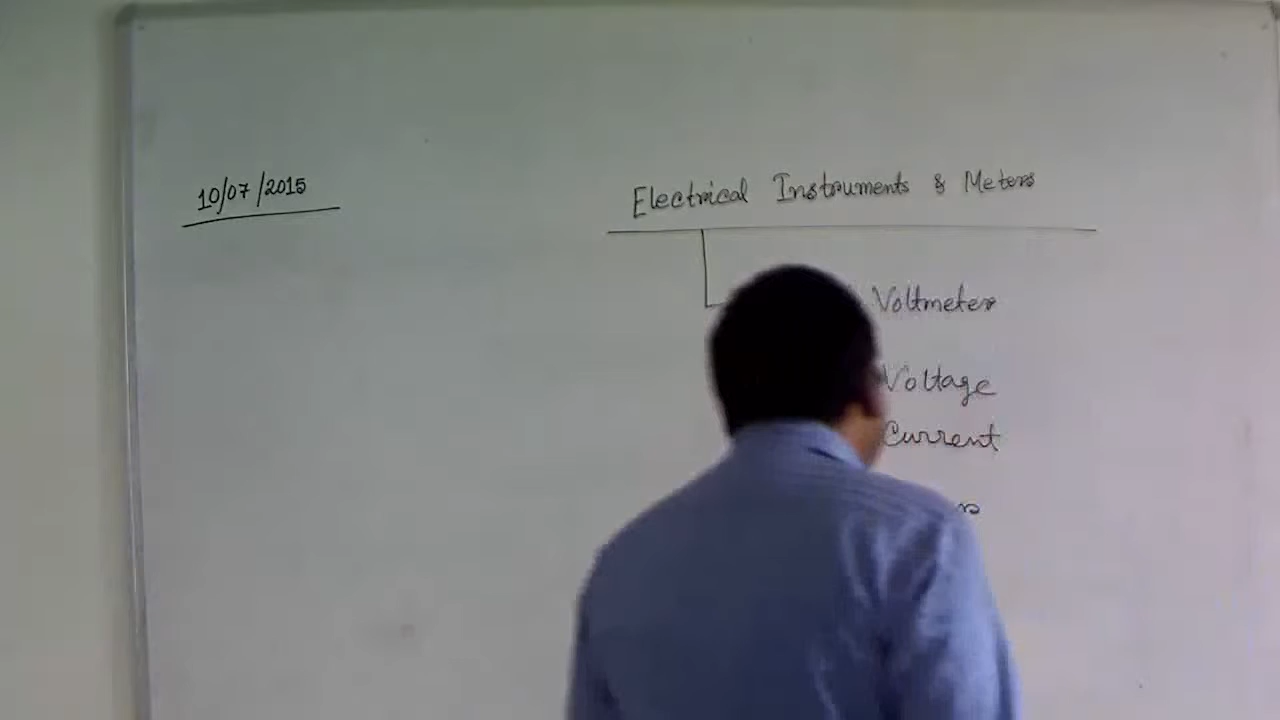 10/07/2015
Electrical Instruments & Meters
Voltmeter
Voltage
Current